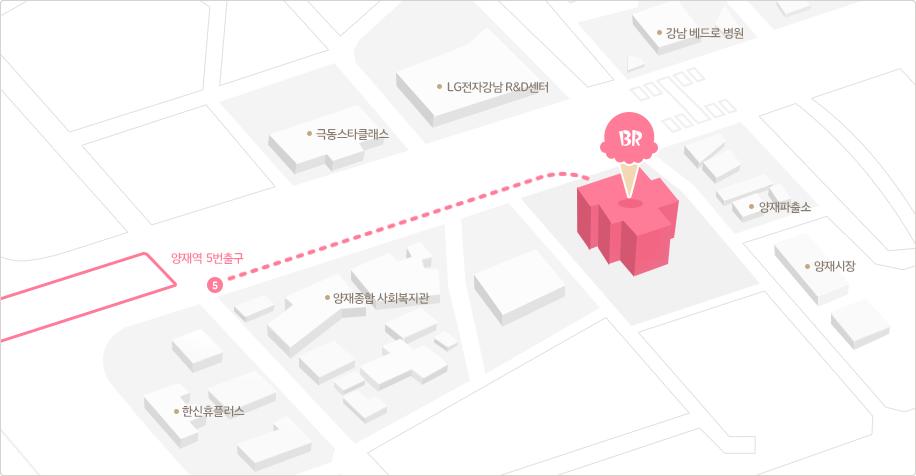 강남 베드로 병원
LG전자강남 R&D센터
극동스타클래스
BR
양재파출소
양재역 5번출구
양재시장
5
양재종합 사회복지관
한신휴플러스